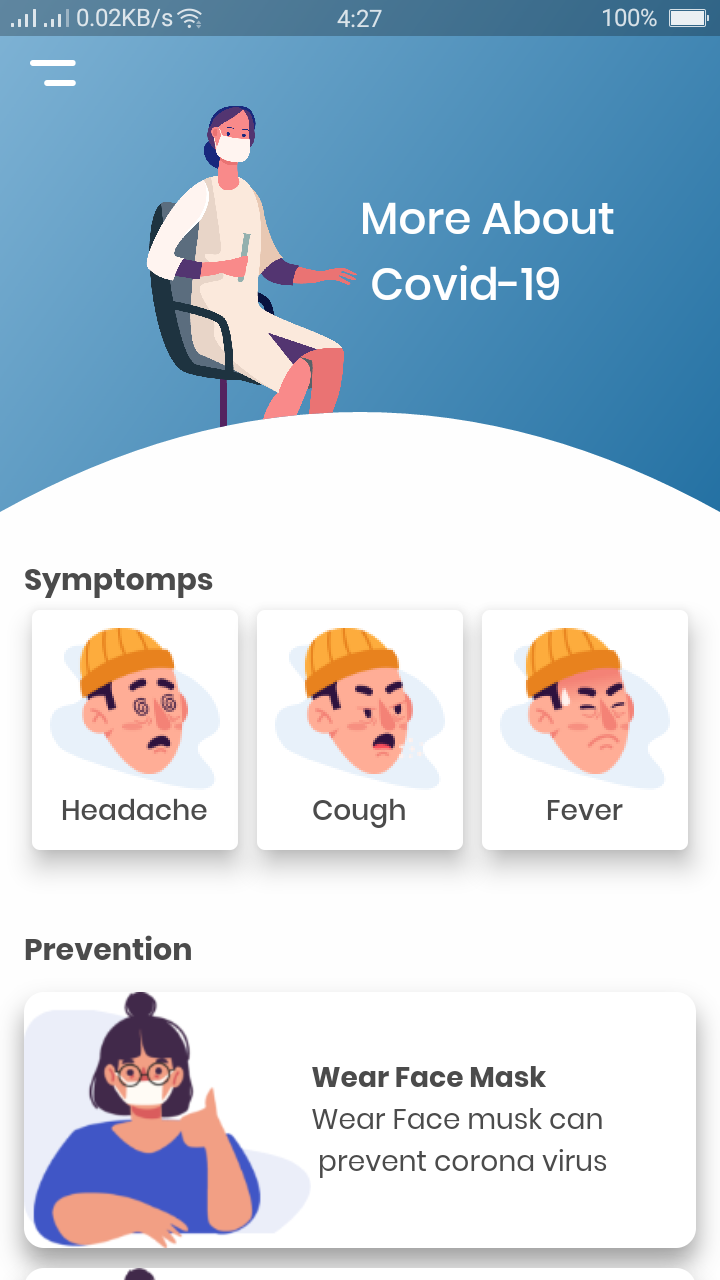 0.02KB/s 4:27 100%
More About
Covid-19
Symptomps
Headache Cough Fever
Prevention
Wear Face Mask
Wear Face musk can
prevent corona virus